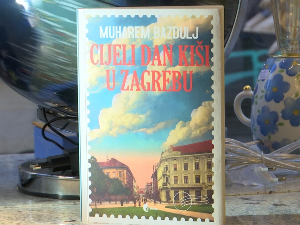 MUHAREM BAZDULJ
CIJELI DAN KIŠI
U ZAGREBU